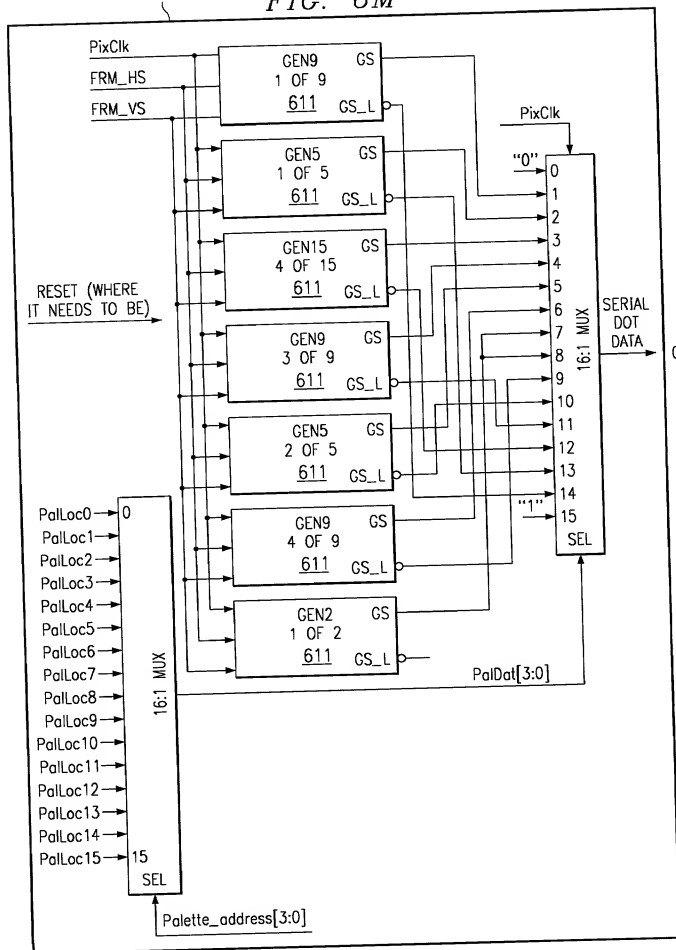 FIG. 6M
PixClk
FRM_HS
FRM_VS
GEN9 GS
1 OF 9
611 GS_L
GEN5 GS
1 OF 5
611 GS_L
GEN15 GS
4 OF 15
611 GS_L
GEN9 GS
3 OF 9
611 GS_L
GEN5 GS
2 OF 5
611 GS_L
GEN9 GS
4 OF 9
611 GS_L
GEN2 GS
1 OF 2
611 GS_L
RESET (WHERE
IT NEEDS TO BE)
PixClk
"0"
0
1
2
3
4
5
6
7
8
9
10
11
12
13
14
"1"
15
SEL
16:1 MUX
SERIAL
DOT
DATA
PalLoc0
PalLoc1
PalLoc2
PalLoc3
PalLoc4
PalLoc5
PalLoc6
PalLoc7
PalLoc8
PalLoc9
PalLoc10
PalLoc11
PalLoc12
PalLoc13
PalLoc14
PalLoc15
0
16:1 MUX
15
SEL
PalDat[3:0]
Palette_address[3:0]